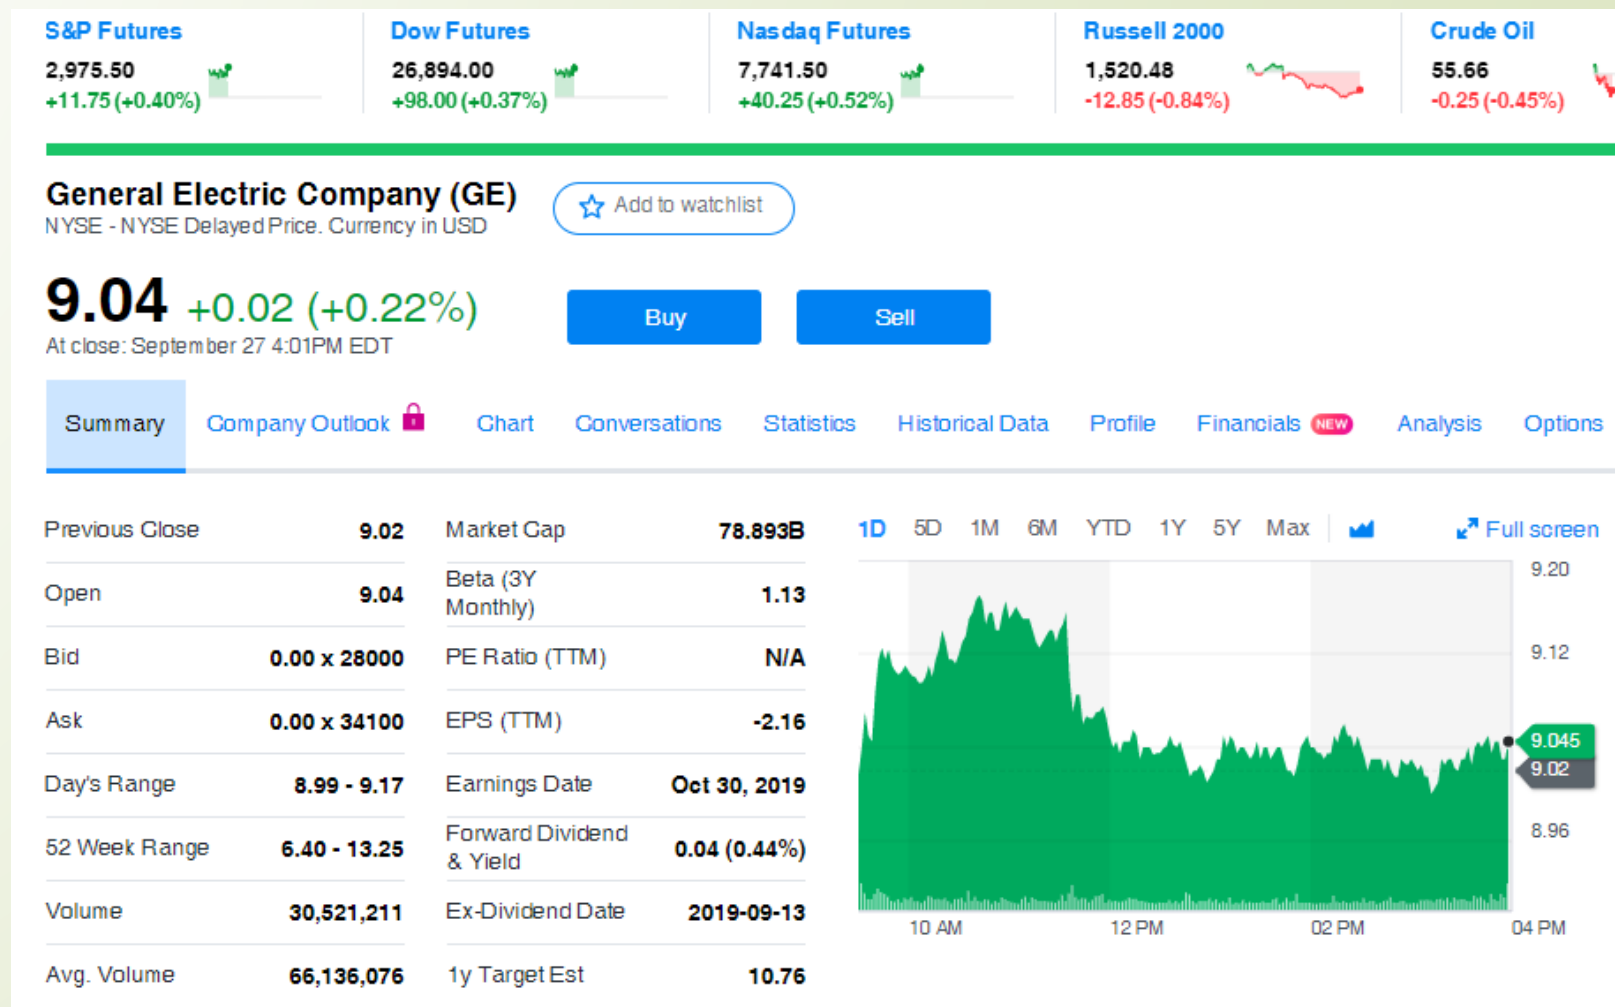 S&P Futures
2,975.50
+11.75 (+0.40%)
Dow Futures
26,894.00
+98.00 (+0.37%)
Nasdaq Futures
7,741.50
+40.25 (+0.52%)
Russell 2000
1,520.48
-12.85 (-0.84%)
Crude Oil
55.66
-0.25 (-0.45%)
General Electric Company (GE)
Add to watchlist
NYSE - NYSE Delayed Price. Currency in USD
9.04 +0.02 (+0.22%)
At close: September 27 4:01PM EDT
Buy
Sell
Summary Company Outlook Chart Conversations Statistics Historical Data Profile Financials NEW Analysis Options
Previous Close 9.02
Open 9.04
Bid 0.00 x 28000
Ask 0.00 x 34100
Day's Range 8.99 - 9.17
52 Week Range 6.40 - 13.25
Volume 30,521,211
Avg. Volume 66,136,076
Market Cap 78.893B
Beta (3Y
Monthly) 1.13
PE Ratio (TTM) N/A
EPS (TTM) -2.16
Earnings Date Oct 30, 2019
Forward Dividend
& Yield 0.04 (0.44%)
Ex-Dividend Date 2019-09-13
1y Target Est 10.76
1D 5D 1M 6M YTD 1Y 5Y Max Full screen
9.20
9.12
9.045
9.02
8.96
10 AM 12 PM 02 PM 04 PM